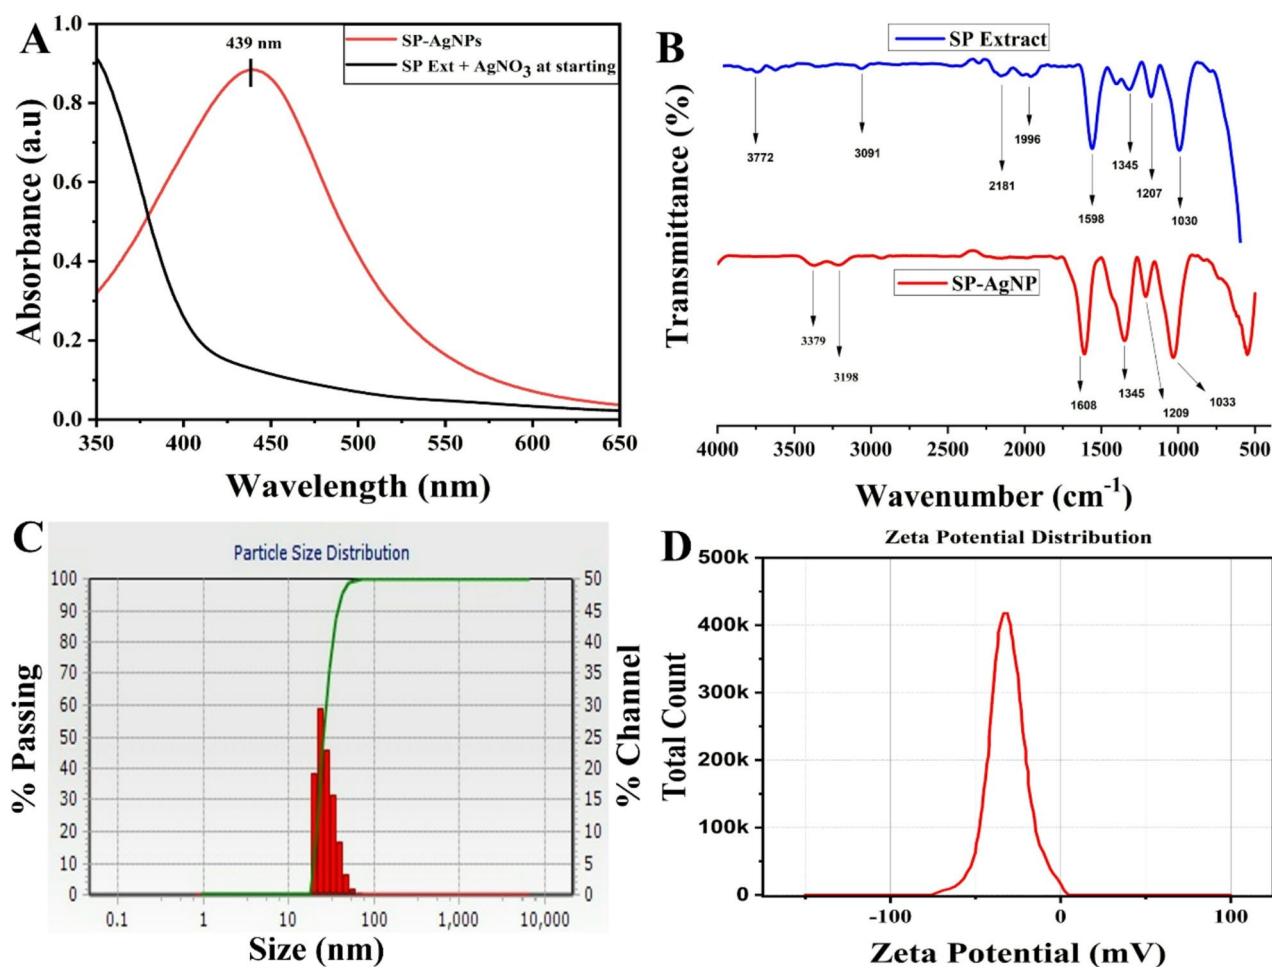 A
439 nm
SP-AgNPs
SP Ext + AgNO3 at starting
1.0
0.8
0.6
0.4
0.2
0.0
350 400 450 500 550 600 650
Absorbance (a.u)
Wavelength (nm)
B
SP Extract
3772
3091
2181
1996
1598
1345
1207
1030
SP-AgNP
3379
3198
1608
1345
1209
1033
4000 3500 3000 2500 2000 1500 1000 500
Transmittance (%)
Wavenumber (cm-1)
C
Particle Size Distribution
100
90
80
70
60
50
40
30
20
10
0
50
45
40
35
30
25
20
15
10
5
0
0.1 1 10 100 1,000 10,000
% Passing
% Channel
Size (nm)
D
Zeta Potential Distribution
500k
400k
300k
200k
100k
0
-100 0 100
Total Count
Zeta Potential (mV)